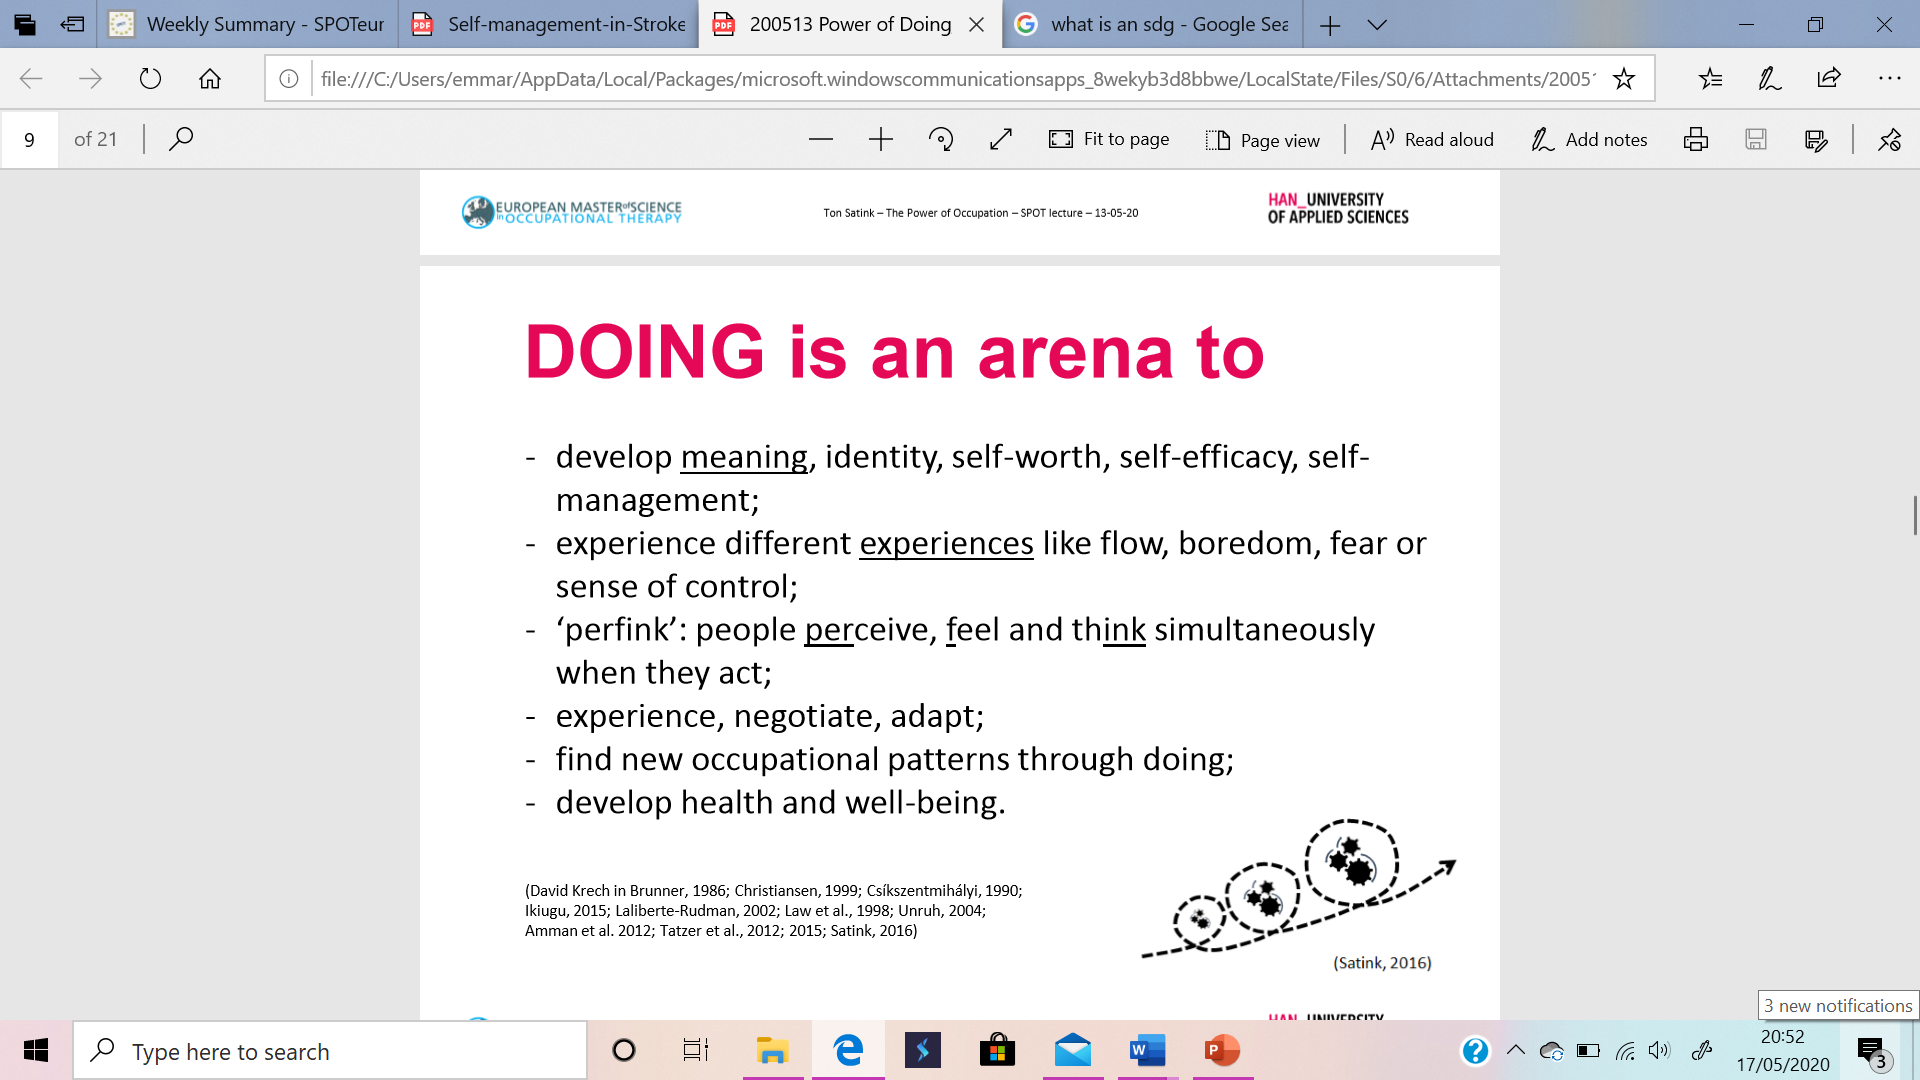 Weekly Summary - SPOTeur
Self-management-in-Stroke
200513 Power of Doing
what is an sdg - Google Sea
file:///C:/Users/emmar/AppData/Local/Packages/microsoft.windowscommunicationsapps_8wekyb3d8bbwe/LocalState/Files/S0/6/Attachments/2005
9 of 21
Fit to page
Page view
Read aloud
Add notes
EUROPEAN MASTER of SCIENCE
in OCCUPATIONAL THERAPY
Ton Satink – The Power of Occupation – SPOT lecture – 13-05-20
HAN_UNIVERSITY
OF APPLIED SCIENCES
DOING is an arena to
- develop meaning, identity, self-worth, self-efficacy, self-
management;
- experience different experiences like flow, boredom, fear or
sense of control;
- ‘perfink’: people perceive, feel and think simultaneously
when they act;
- experience, negotiate, adapt;
- find new occupational patterns through doing;
- develop health and well-being.
(David Krech in Brunner, 1986; Christiansen, 1999; Csíkszentmihályi, 1990;
Ikiugu, 2015; Laliberte-Rudman, 2002; Law et al., 1998; Unruh, 2004;
Amman et al. 2012; Tatzer et al., 2012; 2015; Satink, 2016)
(Satink, 2016)
3 new notifications
HAN_UNIVERSITY
Type here to search
20:52
17/05/2020
3